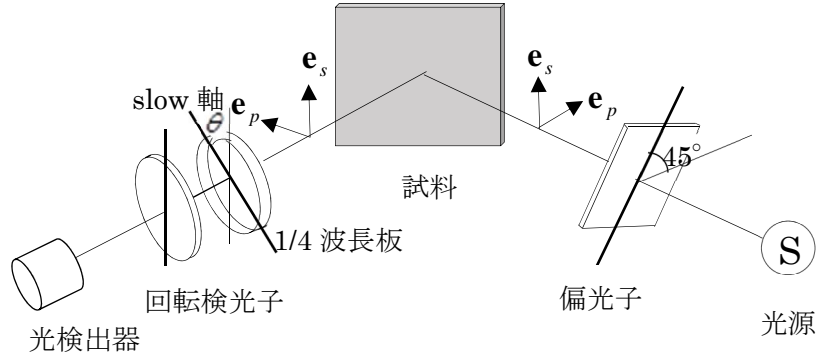 e_s
e_s
slow 軸
e_p
e_p
θ
45°
試料
1/4 波長板
S
回転検光子
偏光子
光源
光検出器